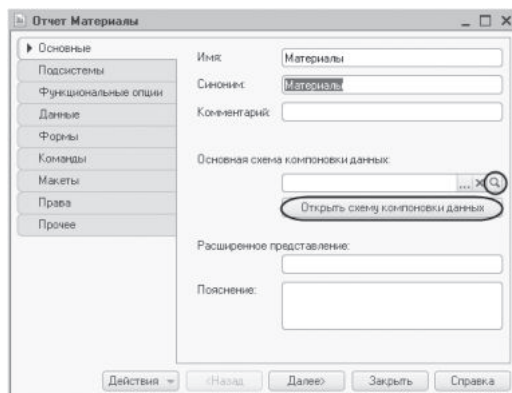 Отчет Материалы
Основные
Подсистемы
Функциональные опции
Данные
Формы
Команды
Макеты
Права
Прочее
Имя: Материалы
Синоним: Материалы
Комментарий:
Основная схема компоновки данных:
...
Открыть схему компоновки данных
Расширенное представление:
Пояснение:
Действия <Назад Далее> Закрыть Справка